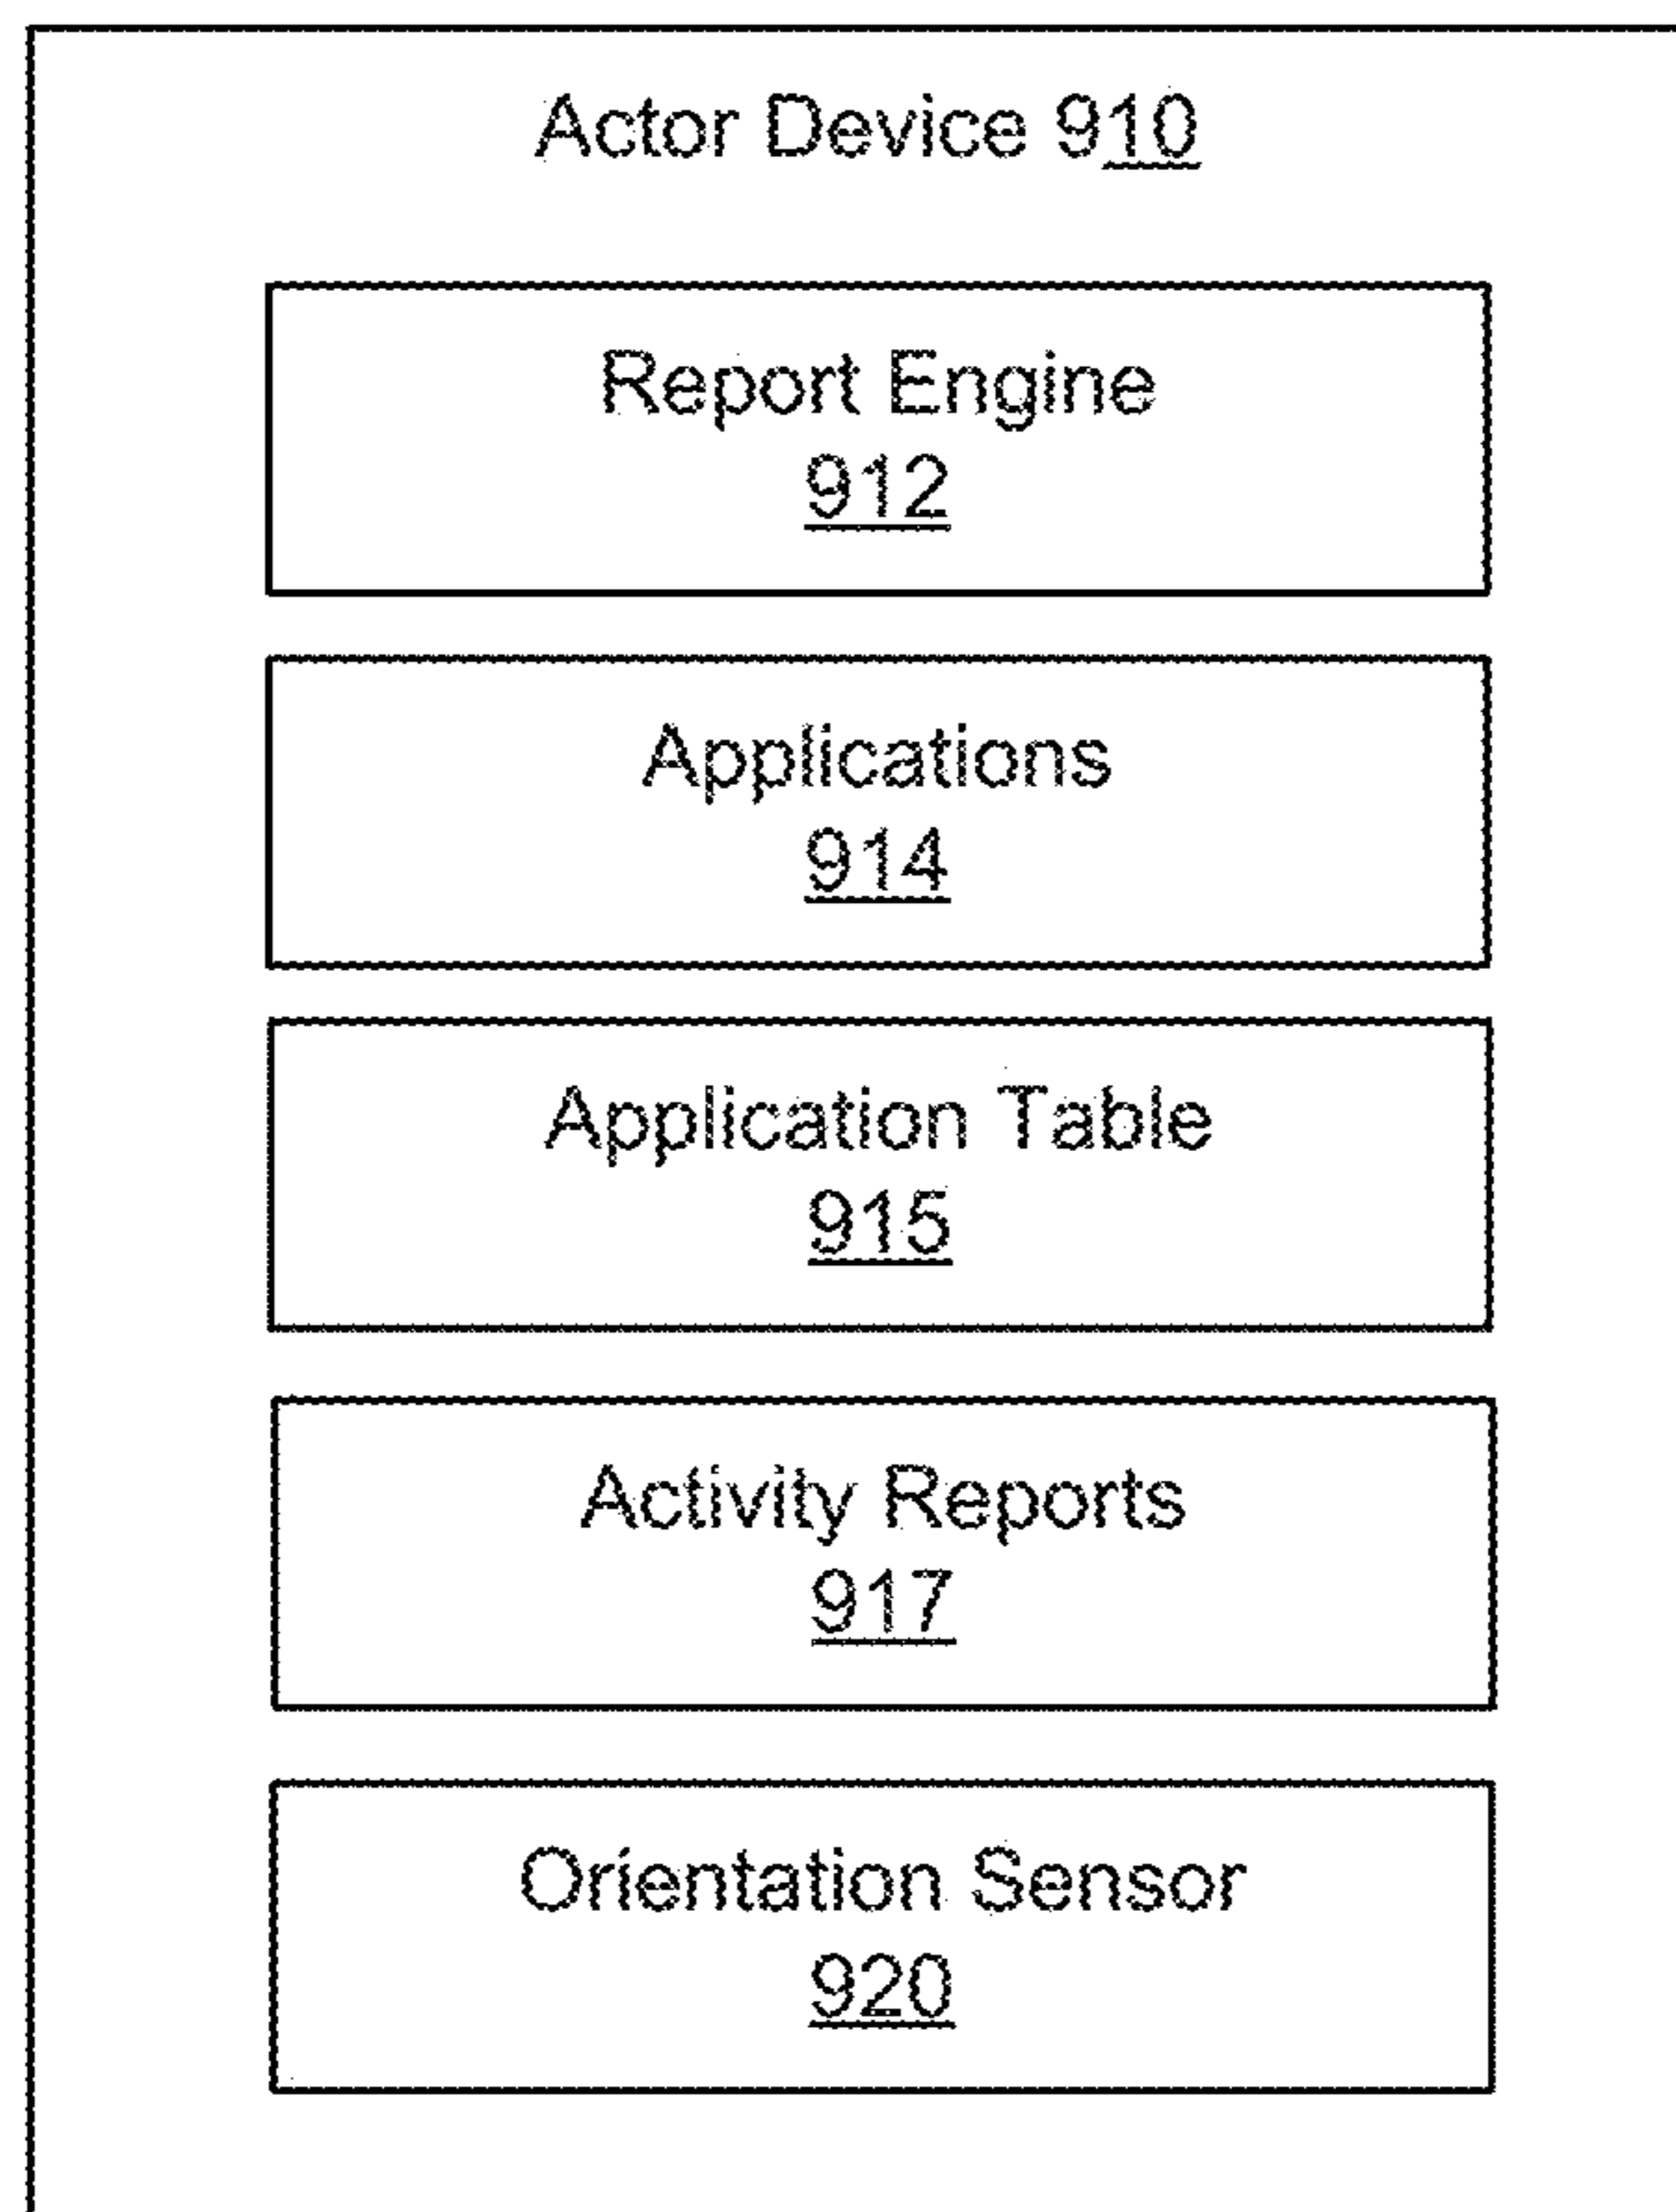 Actor Device 910
Report Engine
912
Applications
914
Application Table
915
Activity Reports
917
Orientation Sensor
920